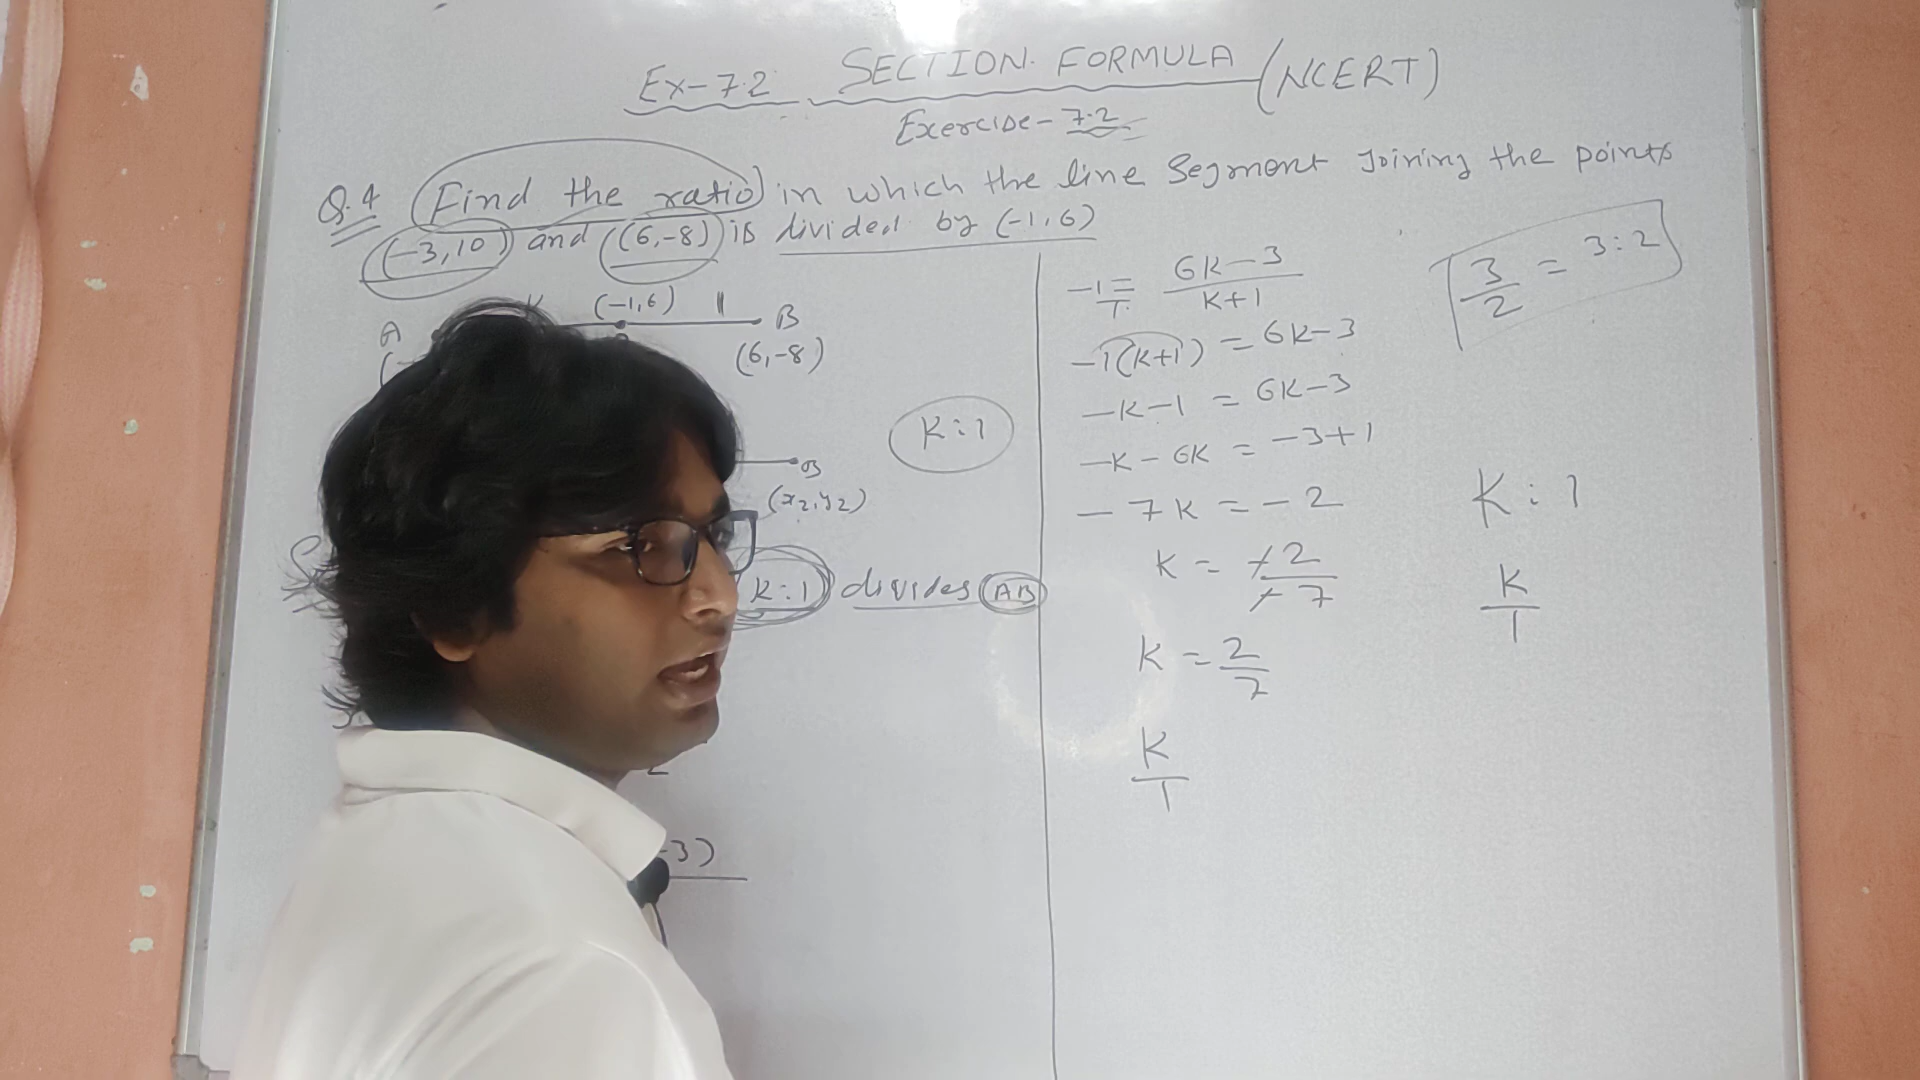 Ex-7.2 SECTION FORMULA (NCERT)
Exercise-7.2
Q.4 (Find the ratio) in which the line Segment Joining the points
(-3,10) and (6,-8) is divided by (-1,6)
K (-1,6) 1
A B
(6,-8)
K:1
B
(x2,y2)
K:1 divides AB
-3)
-1/1 = 6K-3/K+1
-1(K+1) = 6K-3
-K-1 = 6K-3
-K-6K = -3+1
-7K = -2
K = -2/-7
K = 2/7
K/1
3/2 = 3:2
K:1
K/1